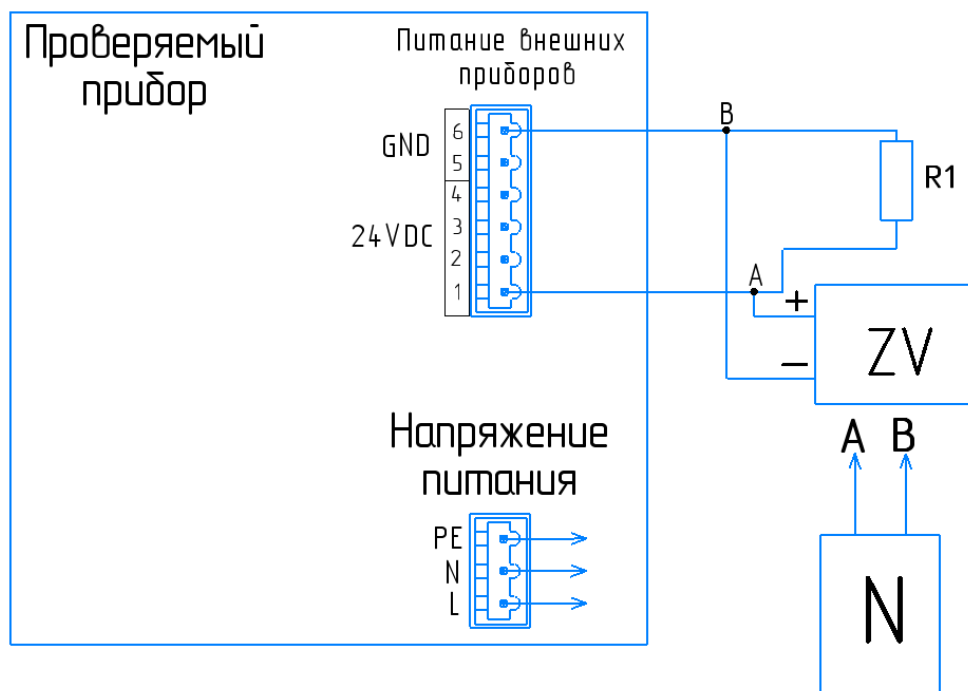 Проверяемый
прибор
Питание внешних
приборов
GND
6
5
4
24VDC
3
2
1
B
R1
A
+
−
ZV
A B
Напряжение
питания
PE
N
L
N